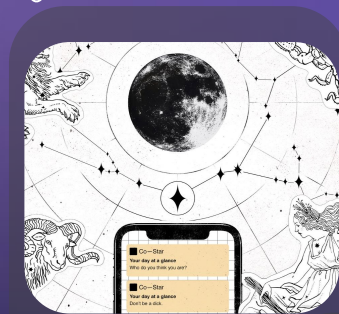 Co—Star
Your day at a glance
Who do you think you are?
Co—Star
Your day at a glance
Don't be a dick.